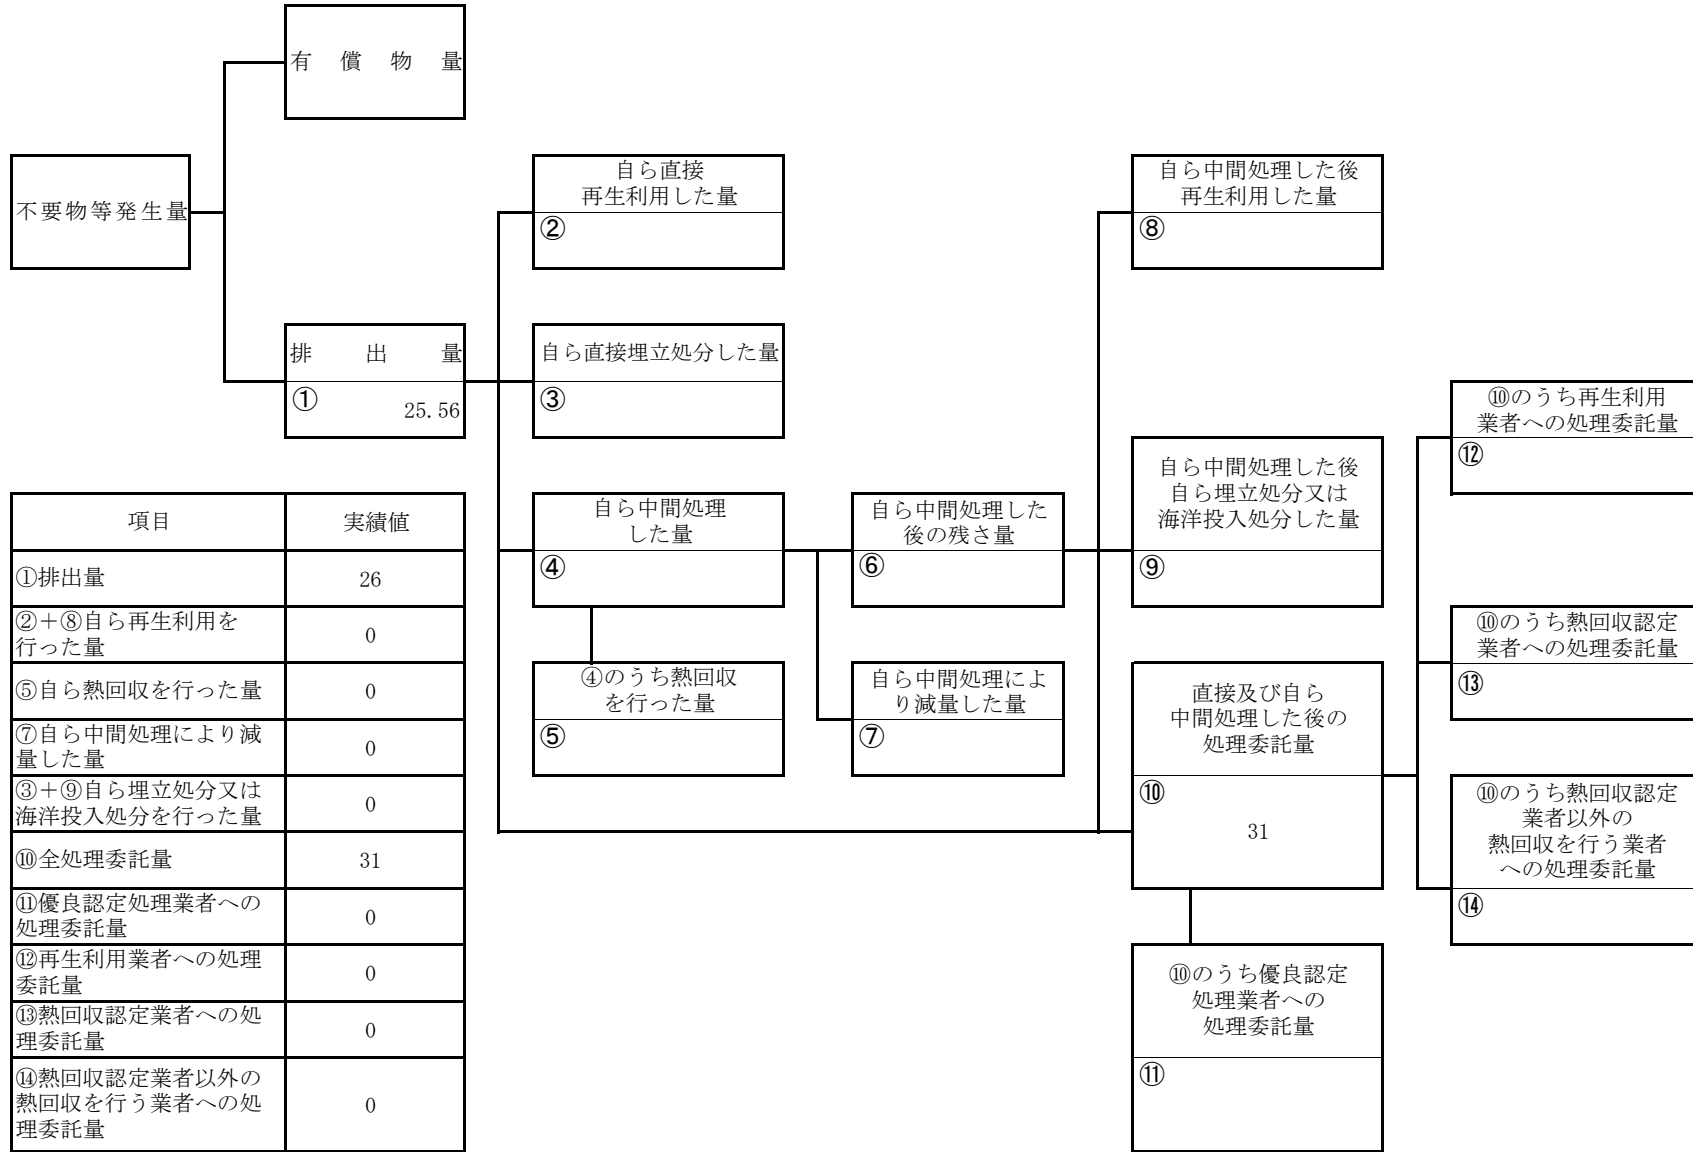 有償物量
不要物等発生量
排出量
①
25.56
自ら直接
再生利用した量
②
自ら直接埋立処分した量
③
自ら中間処理
した量
④
④のうち熱回収
を行った量
⑤
自ら中間処理した
後の残さ量
⑥
自ら中間処理によ
り減量した量
⑦
自ら中間処理した後
再生利用した量
⑧
自ら中間処理した後
自ら埋立処分又は
海洋投入処分した量
⑨
直接及び自ら
中間処理した後の
処理委託量
⑩
31
⑩のうち優良認定
処理業者への
処理委託量
⑪
⑩のうち再生利用
業者への処理委託量
⑫
⑩のうち熱回収認定
業者への処理委託量
⑬
⑩のうち熱回収認定
業者以外の
熱回収を行う業者
への処理委託量
⑭
項目 実績値
①排出量 26
②+⑧自ら再生利用を
行った量 0
⑤自ら熱回収を行った量 0
⑦自ら中間処理により減
量した量 0
③+⑨自ら埋立処分又は
海洋投入処分を行った量 0
⑩全処理委託量 31
⑪優良認定処理業者への
処理委託量 0
⑫再生利用業者への処理
委託量 0
⑬熱回収認定業者への処
理委託量 0
⑭熱回収認定業者以外の
熱回収を行う業者への処
理委託量 0